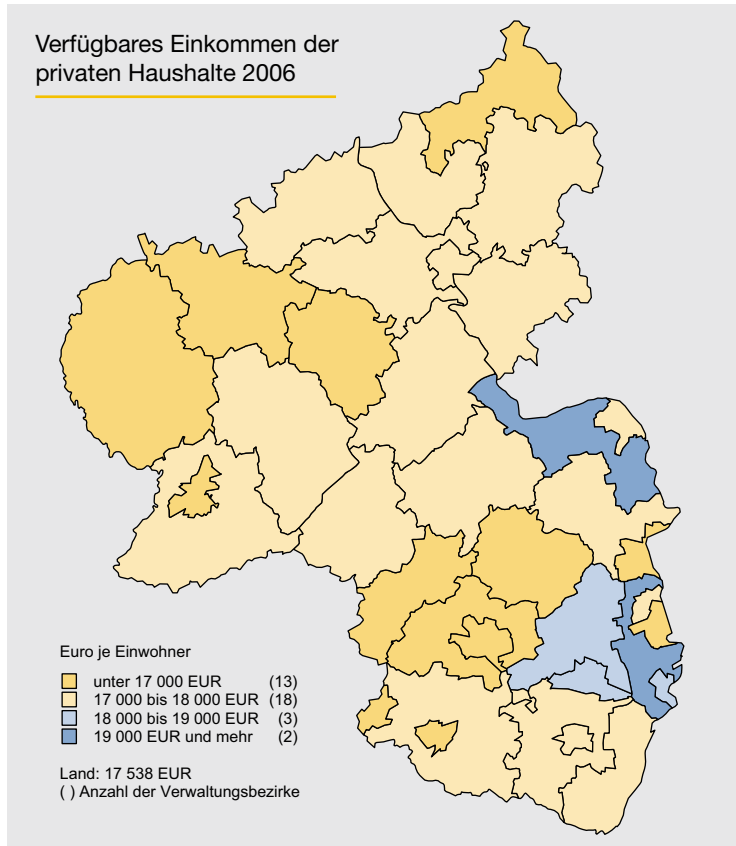 Verfügbares Einkommen der
privaten Haushalte 2006
Euro je Einwohner
unter 17 000 EUR (13)
17 000 bis 18 000 EUR (18)
18 000 bis 19 000 EUR (3)
19 000 EUR und mehr (2)
Land: 17 538 EUR
( ) Anzahl der Verwaltungsbezirke